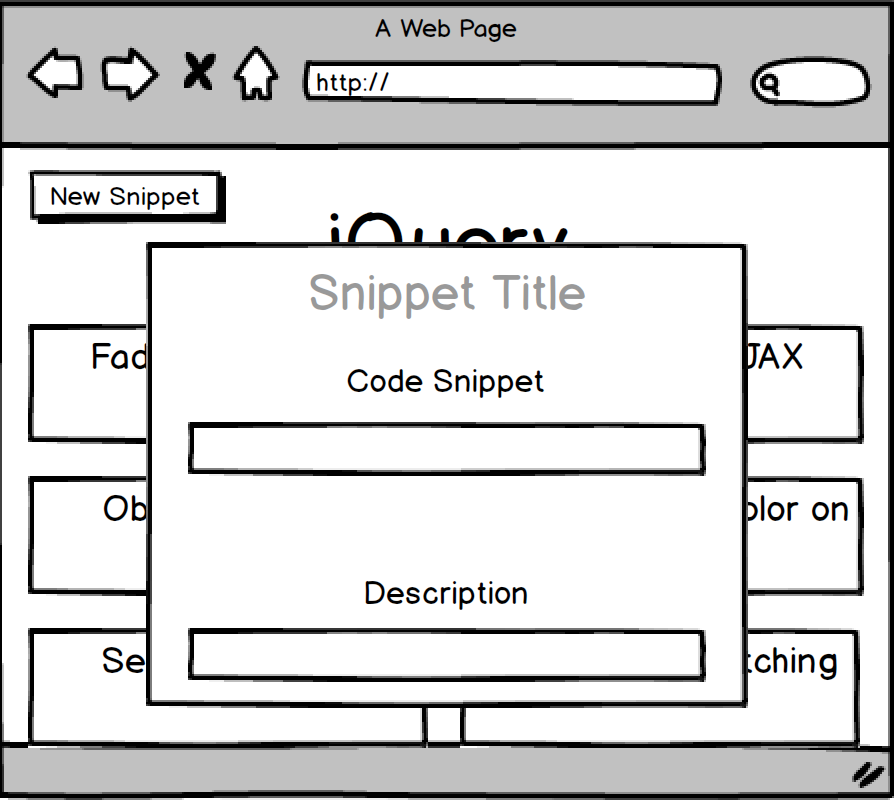 A Web Page
http://
New Snippet
jQuery
Snippet Title
Fad JAX
Code Snippet
Ob olor on
Description
Se tching